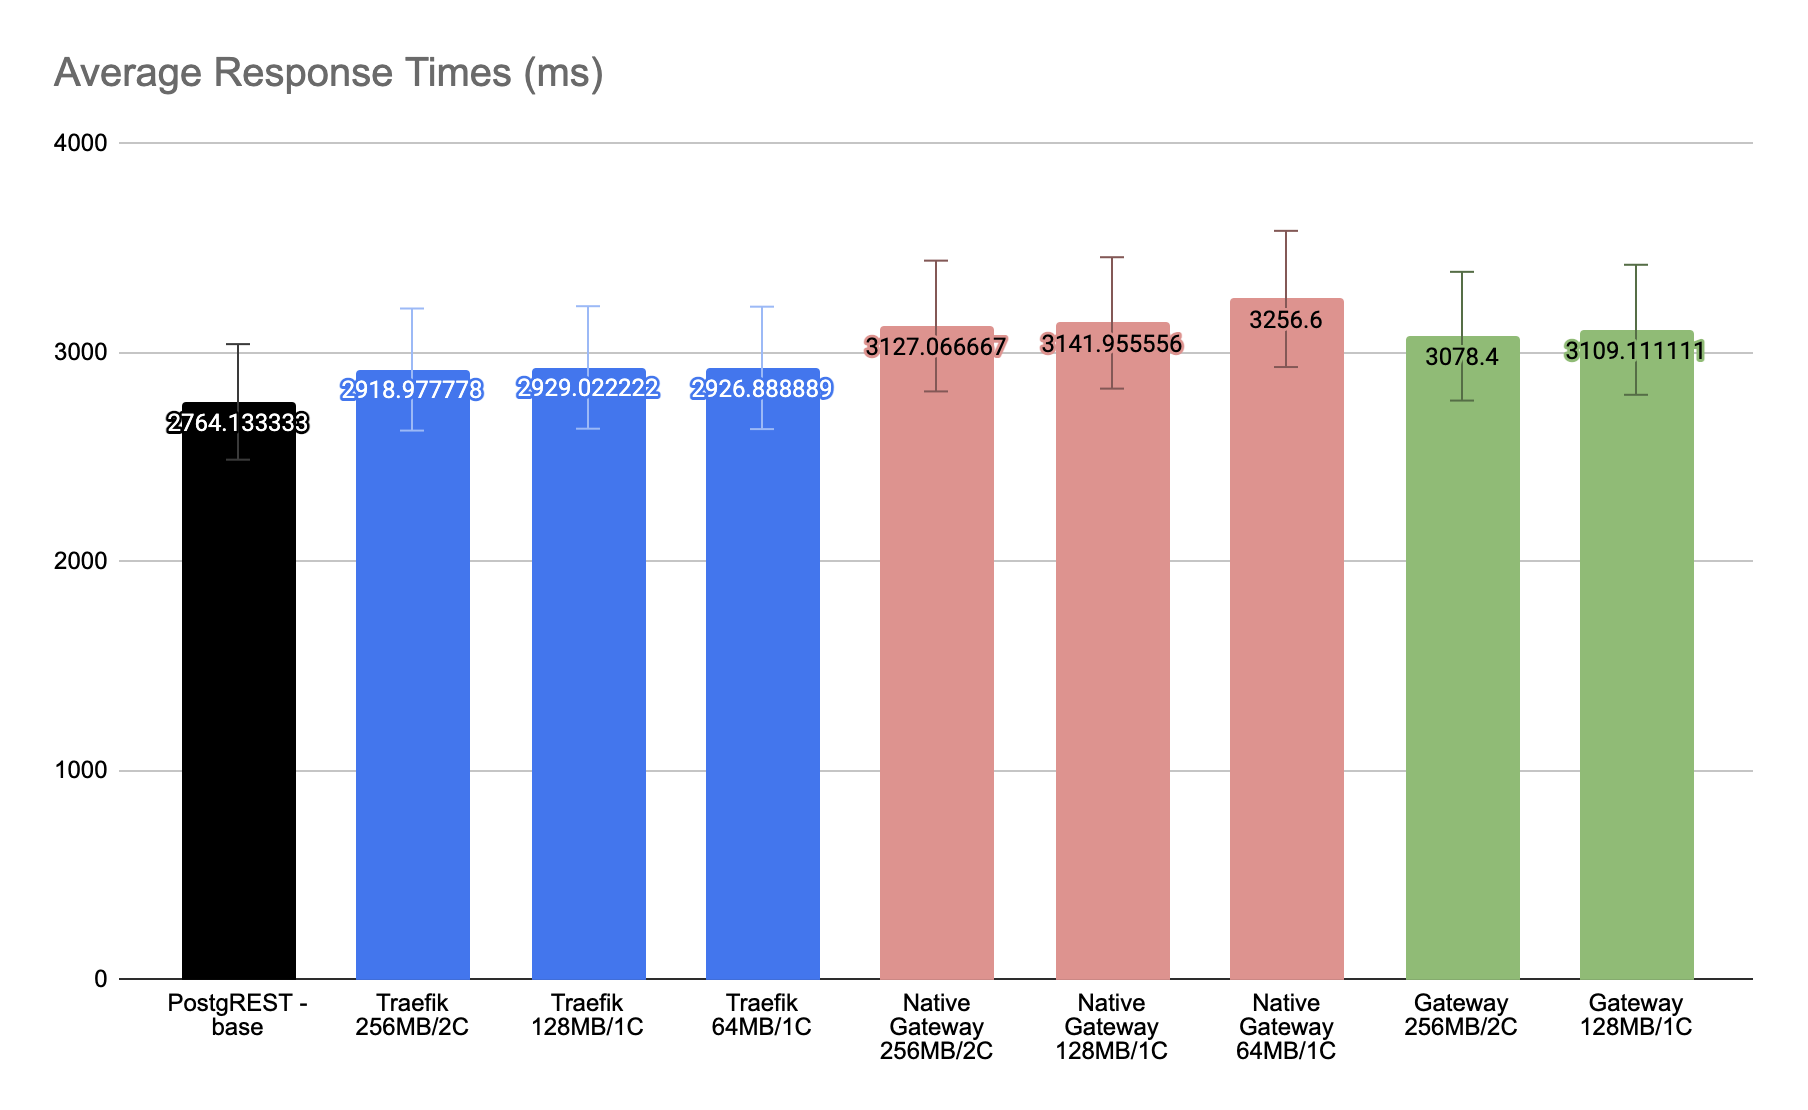 Average Response Times (ms)
4000
3000
2000
1000
0
2764.133333
2918.977778
2929.022222
2926.888889
3127.066667
3141.955556
3256.6
3078.4
3109.111111
PostgREST -
base
Traefik
256MB/2C
Traefik
128MB/1C
Traefik
64MB/1C
Native
Gateway
256MB/2C
Native
Gateway
128MB/1C
Native
Gateway
64MB/1C
Gateway
256MB/2C
Gateway
128MB/1C